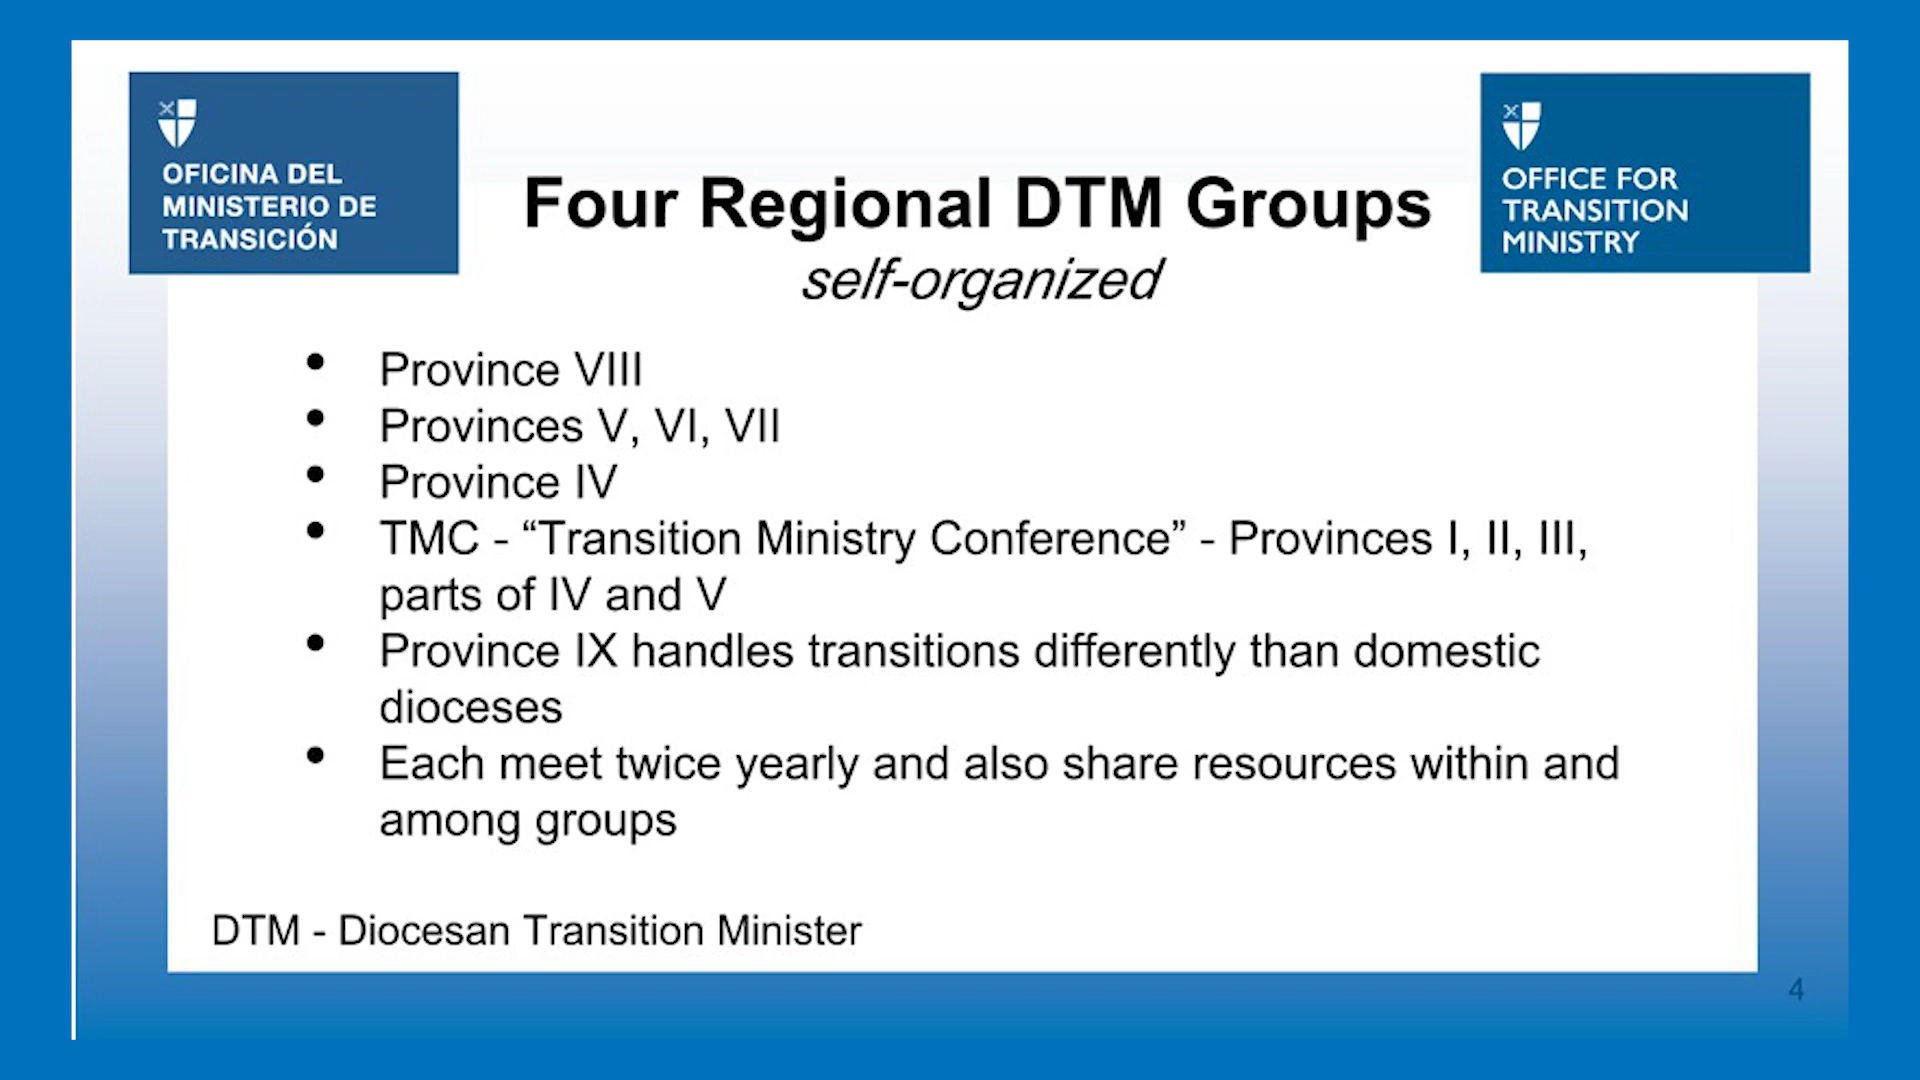 OFICINA DEL
MINISTERIO DE
TRANSICIÓN
OFFICE FOR
TRANSITION
MINISTRY
Four Regional DTM Groups
self-organized
• Province VIII
• Provinces V, VI, VII
• Province IV
• TMC - “Transition Ministry Conference” - Provinces I, II, III,
parts of IV and V
• Province IX handles transitions differently than domestic
dioceses
• Each meet twice yearly and also share resources within and
among groups
DTM - Diocesan Transition Minister
4